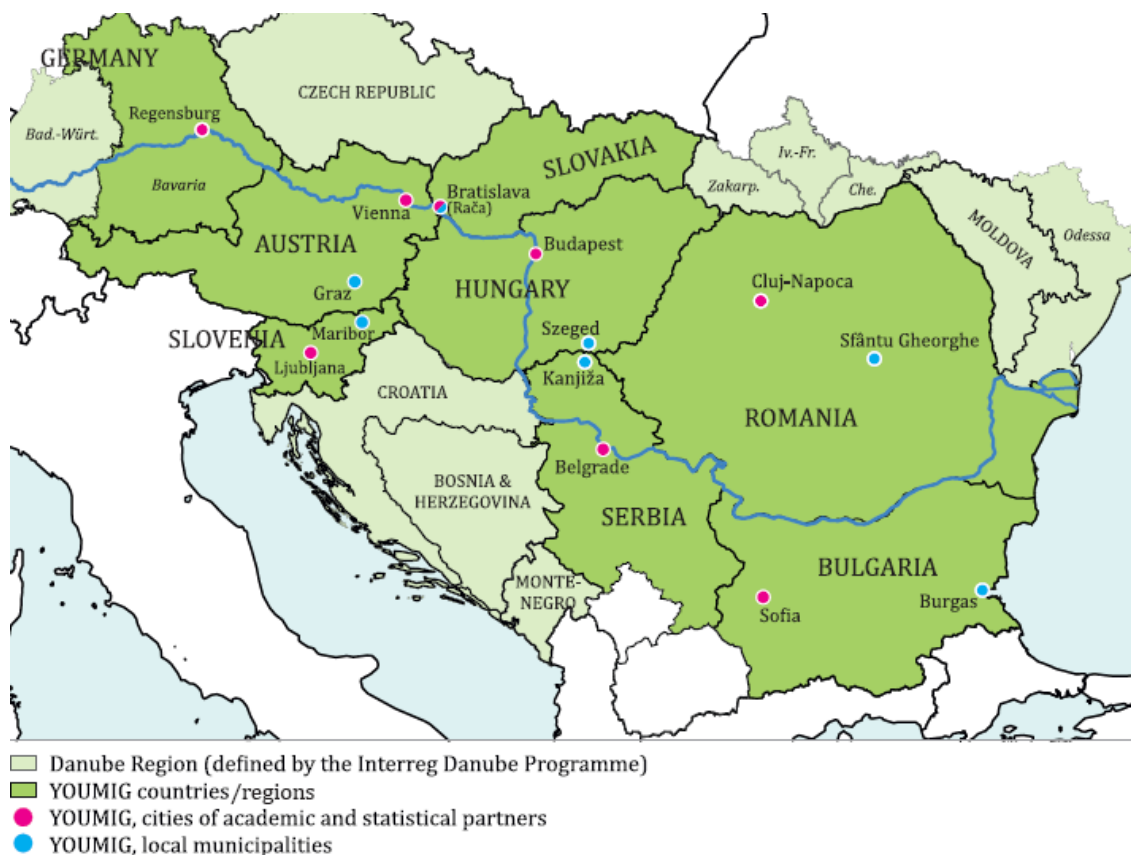 GERMANY
CZECH REPUBLIC
Regensburg
Bad.-Würt.
Bavaria
SLOVAKIA
Iv.-Fr.
Zakarp.
Che.
Vienna
Bratislava
(Rača)
MOLDOVA
Odessa
AUSTRIA
Budapest
Graz
HUNGARY
Cluj-Napoca
SLOVENIA
Maribor
Szeged
Sfântu Gheorghe
Ljubljana
Kanjiža
CROATIA
ROMANIA
Belgrade
BOSNIA &
HERZEGOVINA
SERBIA
BULGARIA
MONTE-
NEGRO
Sofia
Burgas
Danube Region (defined by the Interreg Danube Programme)
YOUMIG countries/regions
YOUMIG, cities of academic and statistical partners
YOUMIG, local municipalities